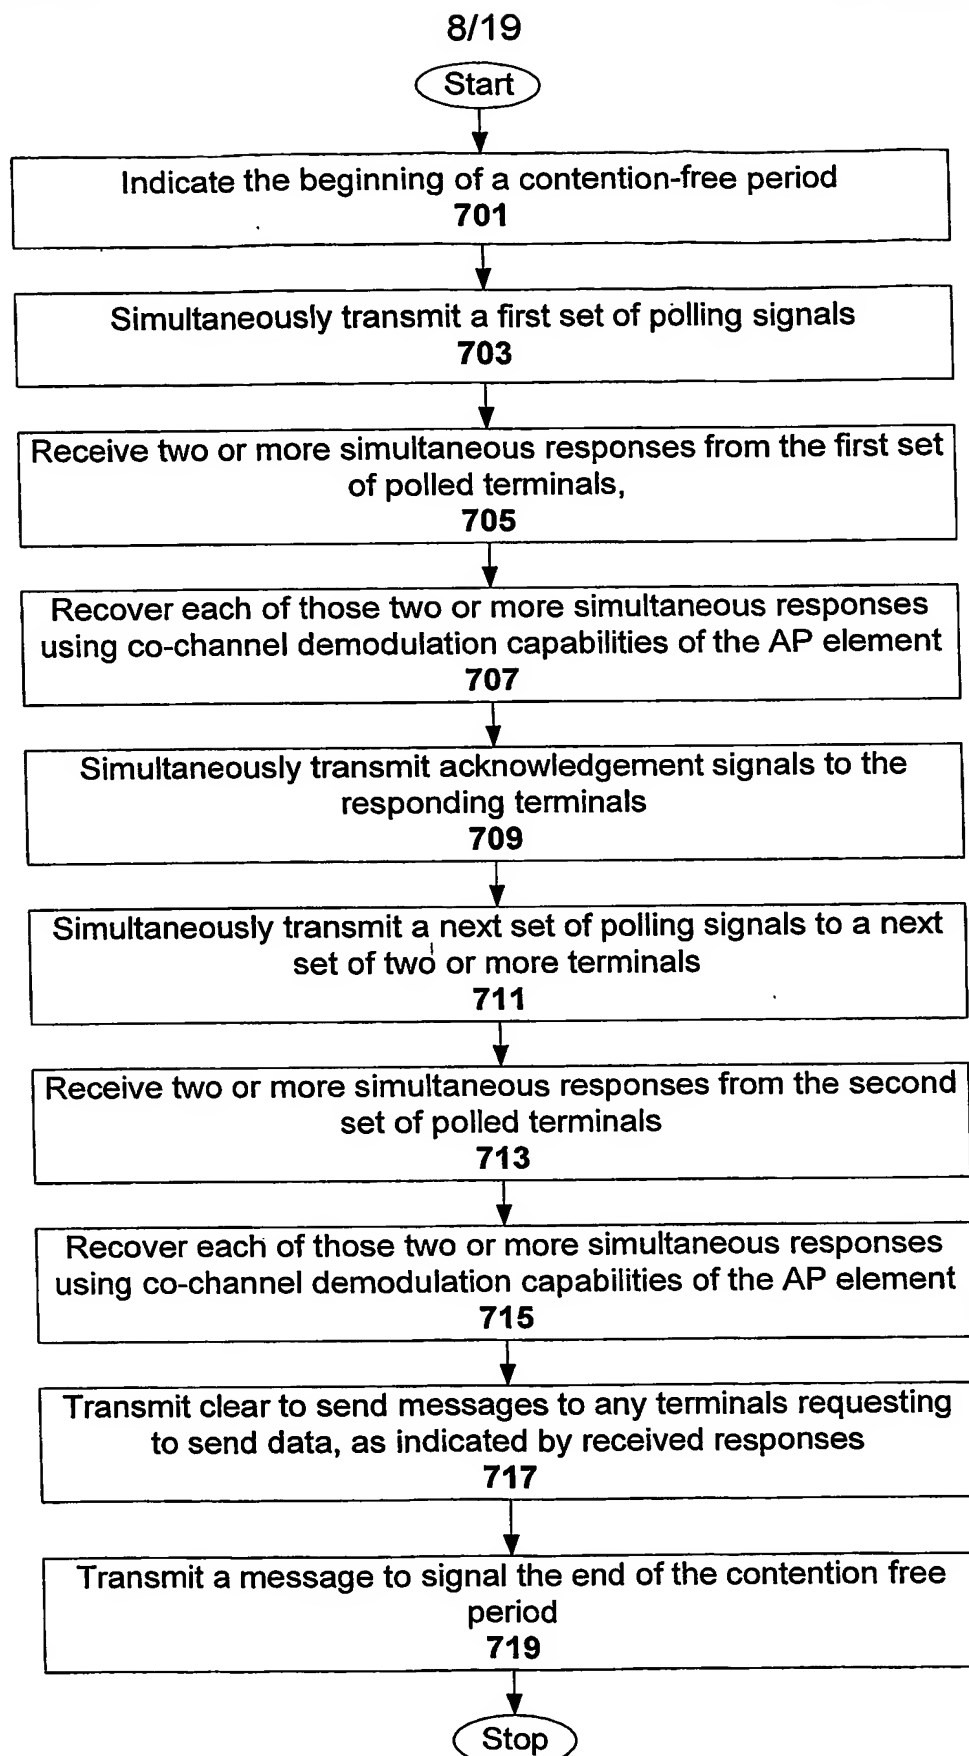 8/19
Start
Indicate the beginning of a contention-free period
701
Simultaneously transmit a first set of polling signals
703
Receive two or more simultaneous responses from the first set
of polled terminals,
705
Recover each of those two or more simultaneous responses
using co-channel demodulation capabilities of the AP element
707
Simultaneously transmit acknowledgement signals to the
responding terminals
709
Simultaneously transmit a next set of polling signals to a next
set of two or more terminals
711
Receive two or more simultaneous responses from the second
set of polled terminals
713
Recover each of those two or more simultaneous responses
using co-channel demodulation capabilities of the AP element
715
Transmit clear to send messages to any terminals requesting
to send data, as indicated by received responses
717
Transmit a message to signal the end of the contention free
period
719
Stop